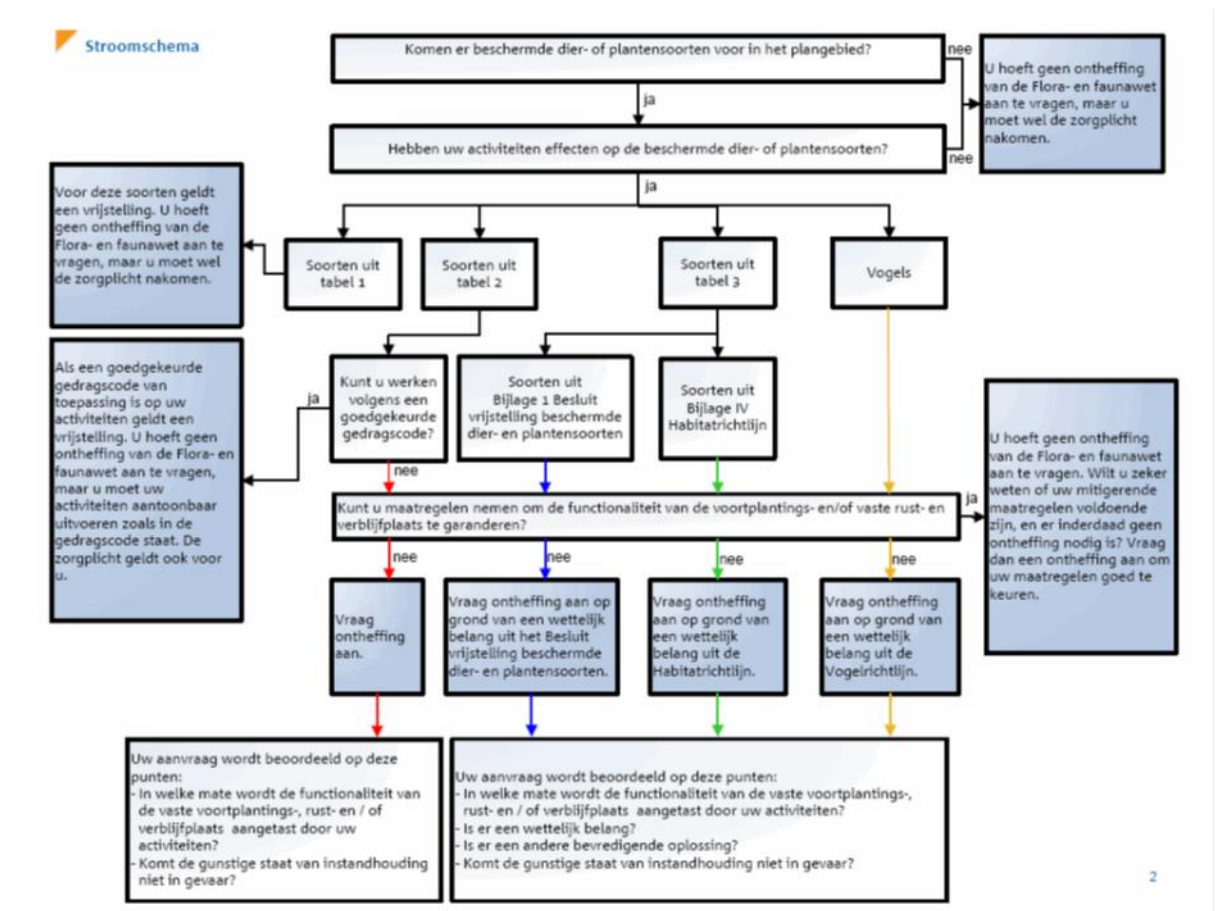 Stroomschema
Komen er beschermde dier- of plantensoorten voor in het plangebied?
nee
U hoeft geen ontheffing
van de Flora- en faunawet
aan te vragen, maar u
moet wel de zorgplicht
nakomen.
ja
Hebben uw activiteiten effecten op de beschermde dier- of plantensoorten?
nee
ja
Voor deze soorten geldt
een vrijstelling. U hoeft
geen ontheffing van de
Flora- en faunawet aan te
vragen, maar u moet wel
de zorgplicht nakomen.
Soorten uit
tabel 1
Soorten uit
tabel 2
Soorten uit
tabel 3
Vogels
Als een goedgekeurde
gedragscode van
toepassing is op uw
activiteiten geldt een
vrijstelling. U hoeft geen
ontheffing van de Flora- en
faunawet aan te vragen,
maar u moet uw
activiteiten aantoonbaar
uitvoeren zoals in de
gedragscode staat. De
zorgplicht geldt ook voor
u.
ja
Kunt u werken
volgens een
goedgekeurde
gedragscode?
Soorten uit
Bijlage 1 Besluit
vrijstelling beschermde
dier- en plantensoorten
Soorten uit
Bijlage IV
Habitatrichtlijn
nee
Kunt u maatregelen nemen om de functionaliteit van de voortplantings- en/of vaste rust- en
verblijfplaats te garanderen?
ja
U hoeft geen ontheffing
van de Flora- en faunawet
aan te vragen. Wilt u zeker
weten of uw mitigerende
maatregelen voldoende
zijn, en er inderdaad geen
ontheffing nodig is? Vraag
dan een ontheffing aan om
uw maatregelen goed te
keuren.
nee
nee
nee
nee
Vraag
ontheffing
aan.
Vraag ontheffing aan op
grond van een wettelijk
belang uit het Besluit
vrijstelling beschermde
dier- en plantensoorten.
Vraag ontheffing
aan op grond van
een wettelijk
belang uit de
Habitatrichtlijn.
Vraag ontheffing
aan op grond van
een wettelijk
belang uit de
Vogelrichtlijn.
Uw aanvraag wordt beoordeeld op deze
punten:
- In welke mate wordt de functionaliteit van
de vaste voortplantings-, rust- en / of
verblijfplaats aangetast door uw
activiteiten?
- Komt de gunstige staat van instandhouding
niet in gevaar?
Uw aanvraag wordt beoordeeld op deze punten:
- In welke mate wordt de functionaliteit van de vaste voortplantings-,
rust- en / of verblijfplaats aangetast door uw activiteiten?
- Is er een wettelijk belang?
- Is er een andere bevredigende oplossing?
- Komt de gunstige staat van instandhouding niet in gevaar?
2